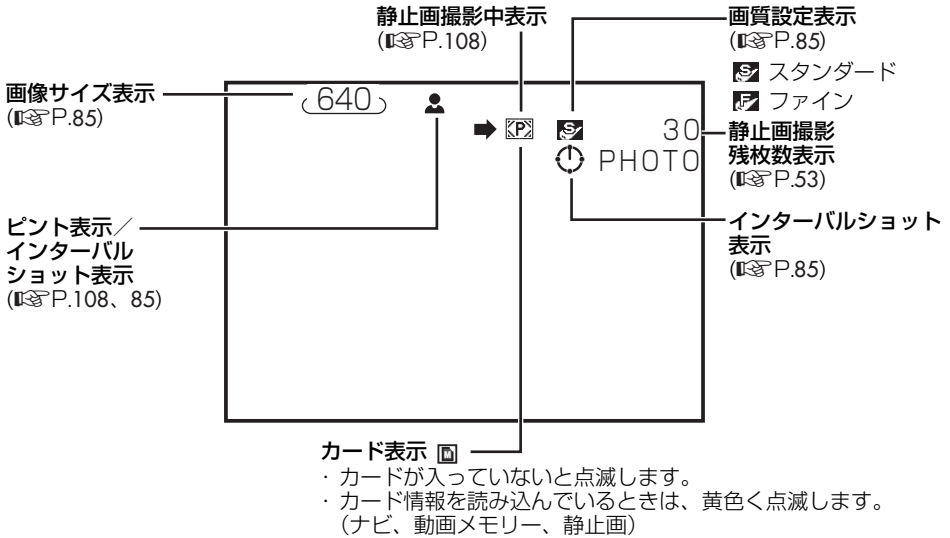 静止画撮影中表示
(☞P.108)
画質設定表示
(☞P.85)
S スタンダード
F ファイン
画像サイズ表示
(☞P.85)
640
P
S
30
PHOTO
静止画撮影
残枚数表示
(☞P.53)
ピント表示／
インターバル
ショット表示
(☞P.108、85)
インターバルショット
表示
(☞P.85)
カード表示 M
・カードが入っていないと点滅します。
・カード情報を読み込んでいるときは、黄色く点滅します。
（ナビ、動画メモリー、静止画）